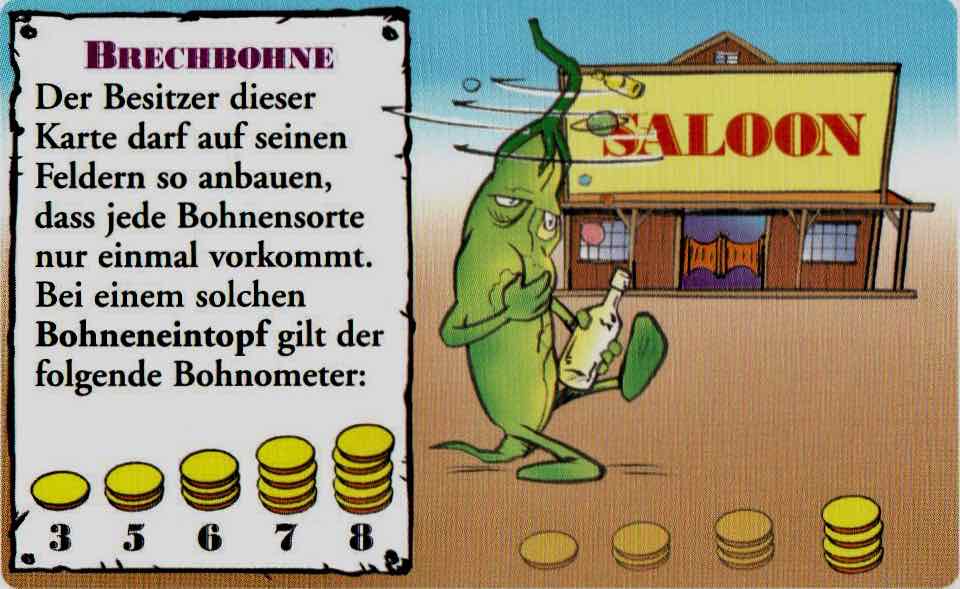 BRECHBOHNE
Der Besitzer dieser
Karte darf auf seinen
Feldern so anbauen,
dass jede Bohnensorte
nur einmal vorkommt.
Bei einem solchen
Bohneneintopf gilt der
folgende Bohnometer:
3 5 6 7 8
SALOON